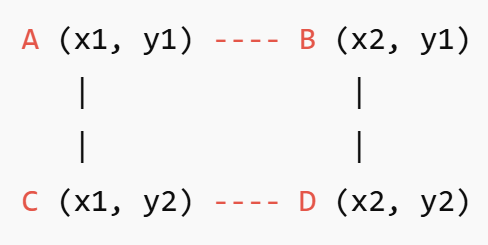 A (x1, y1) ---- B (x2, y1)
| |
| |
C (x1, y2) ---- D (x2, y2)